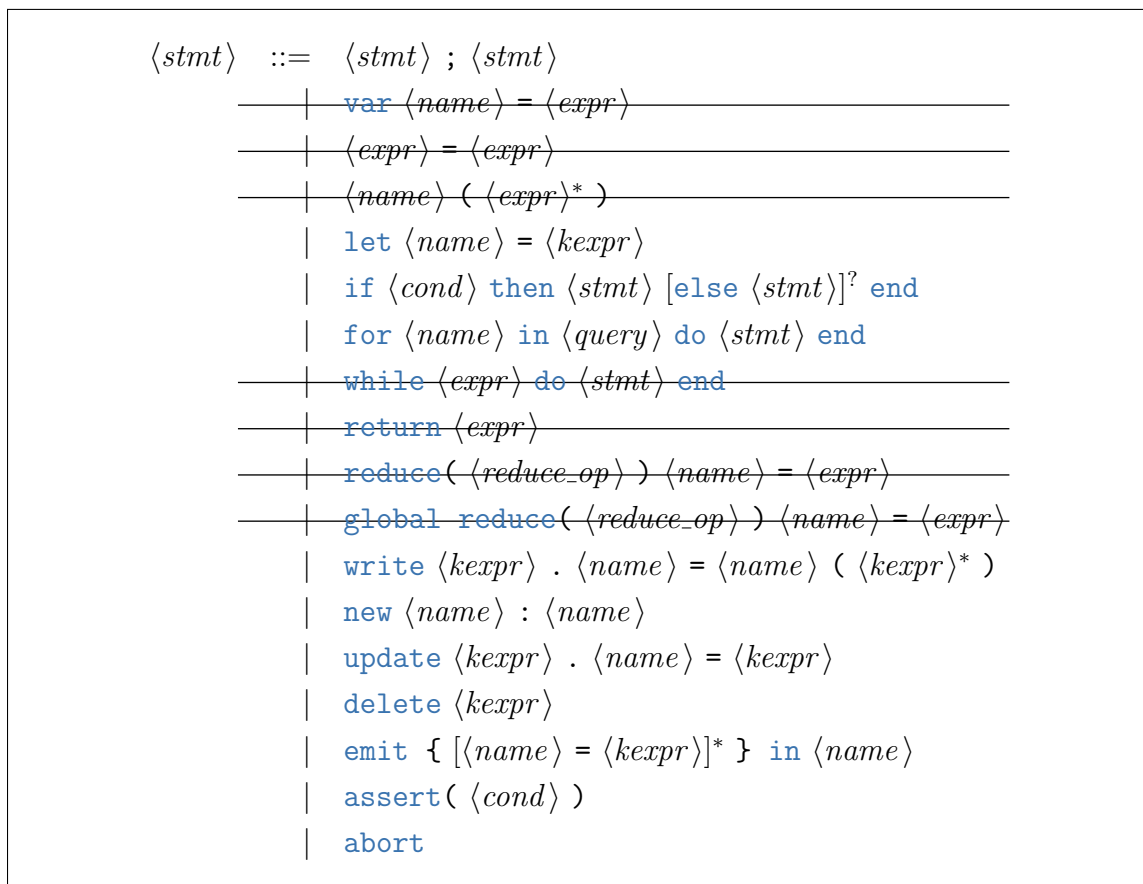 ⟨stmt⟩ ::= ⟨stmt⟩ ; ⟨stmt⟩
| var ⟨name⟩ = ⟨expr⟩
| ⟨expr⟩ = ⟨expr⟩
| ⟨name⟩ ( ⟨expr⟩* )
| let ⟨name⟩ = ⟨kexpr⟩
| if ⟨cond⟩ then ⟨stmt⟩ [else ⟨stmt⟩]? end
| for ⟨name⟩ in ⟨query⟩ do ⟨stmt⟩ end
| while ⟨expr⟩ do ⟨stmt⟩ end
| return ⟨expr⟩
| reduce( ⟨reduce_op⟩ ) ⟨name⟩ = ⟨expr⟩
| global reduce( ⟨reduce_op⟩ ) ⟨name⟩ = ⟨expr⟩
| write ⟨kexpr⟩ . ⟨name⟩ = ⟨name⟩ ( ⟨kexpr⟩* )
| new ⟨name⟩ : ⟨name⟩
| update ⟨kexpr⟩ . ⟨name⟩ = ⟨kexpr⟩
| delete ⟨kexpr⟩
| emit { [⟨name⟩ = ⟨kexpr⟩]* } in ⟨name⟩
| assert( ⟨cond⟩ )
| abort